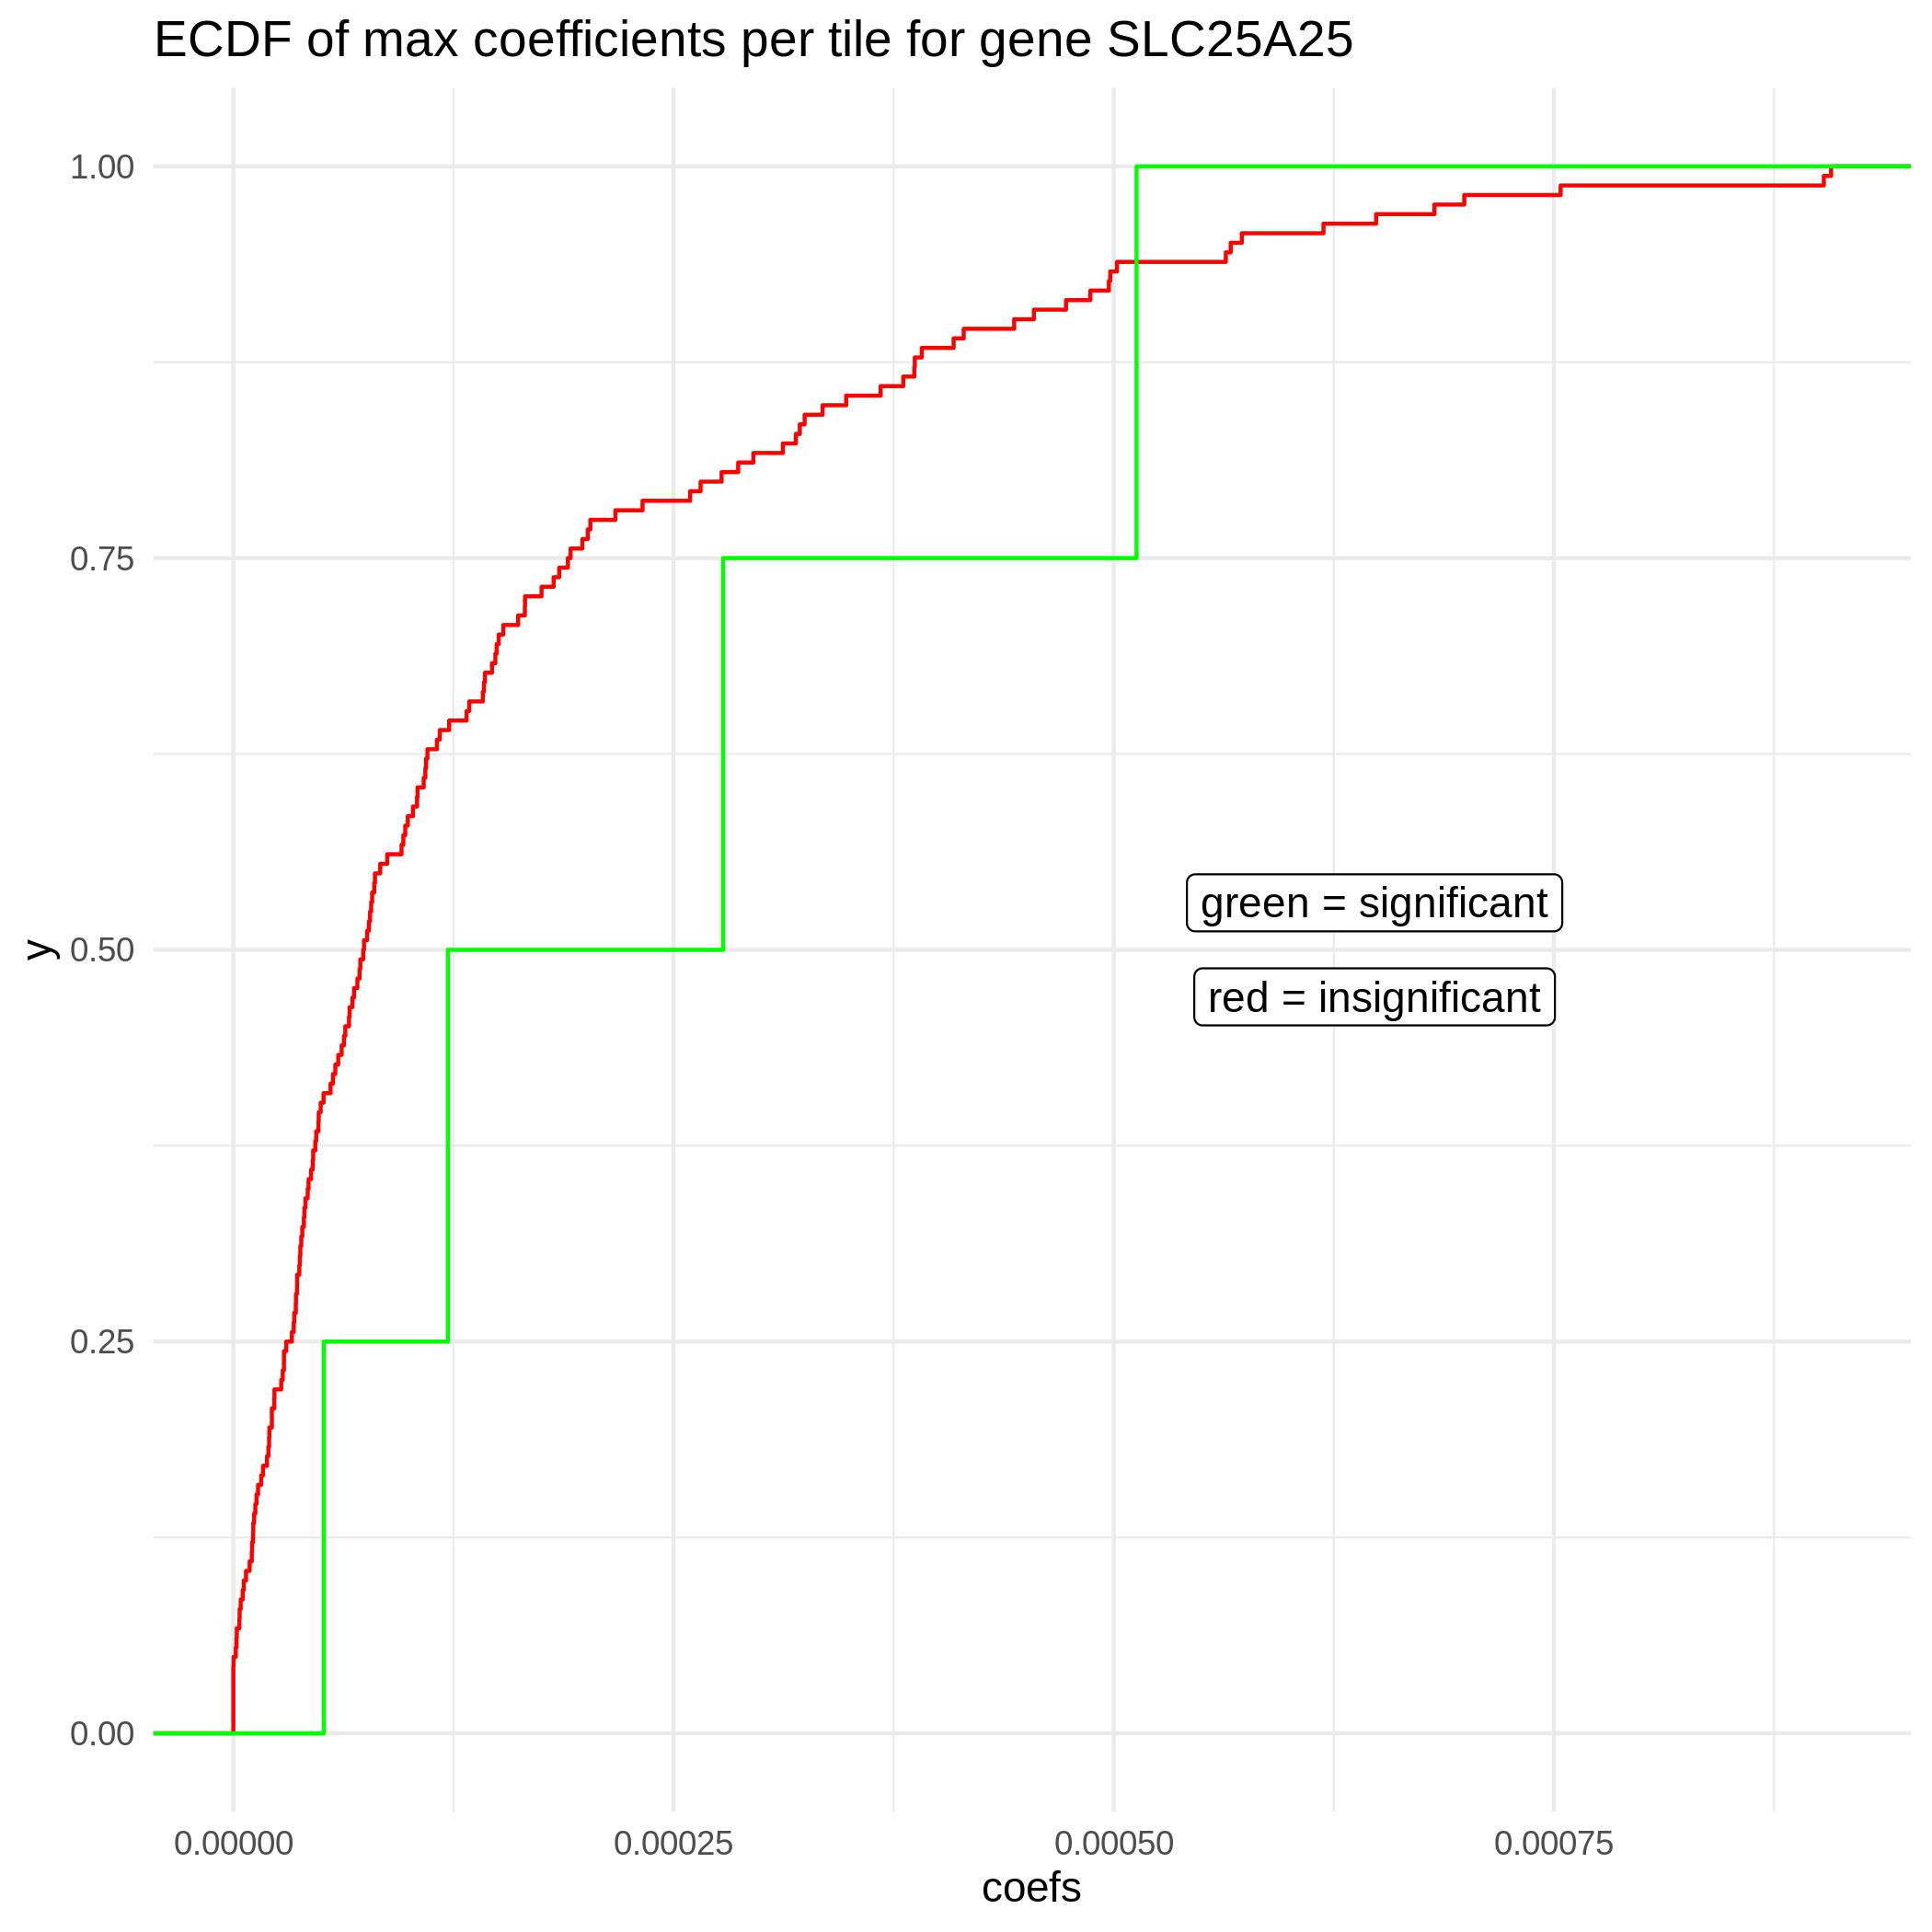 ECDF of max coefficients per tile for gene SLC25A25
1.00
0.75
0.50
0.25
0.00
y
green = significant
red = insignificant
0.00000
0.00025
0.00050
0.00075
coefs